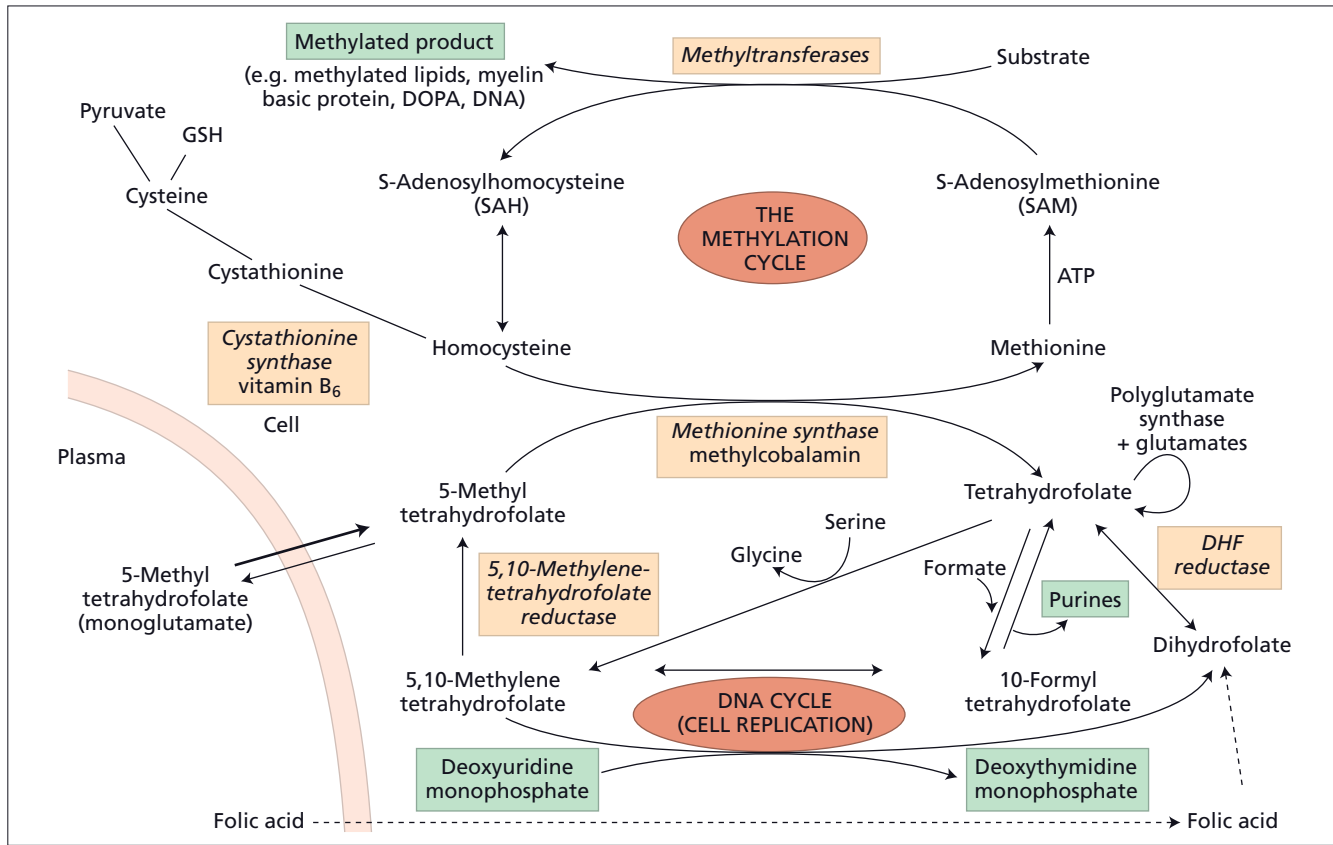 Methylated product
(e.g. methylated lipids, myelin
basic protein, DOPA, DNA)
Methyltransferases
Substrate
Pyruvate
GSH
Cysteine
S-Adenosylhomocysteine
(SAH)
THE
METHYLATION
CYCLE
S-Adenosylmethionine
(SAM)
Cystathionine
ATP
Cystathionine
synthase
vitamin B₆
Homocysteine
Methionine
Cell
Plasma
Methionine synthase
methylcobalamin
Polyglutamate
synthase
+ glutamates
5-Methyl
tetrahydrofolate
Tetrahydrofolate
Serine
Glycine
Formate
DHF
reductase
5-Methyl
tetrahydrofolate
(monoglutamate)
5,10-Methylene-
tetrahydrofolate
reductase
Purines
Dihydrofolate
5,10-Methylene
tetrahydrofolate
DNA CYCLE
(CELL REPLICATION)
10-Formyl
tetrahydrofolate
Deoxyuridine
monophosphate
Deoxythymidine
monophosphate
Folic acid
Folic acid